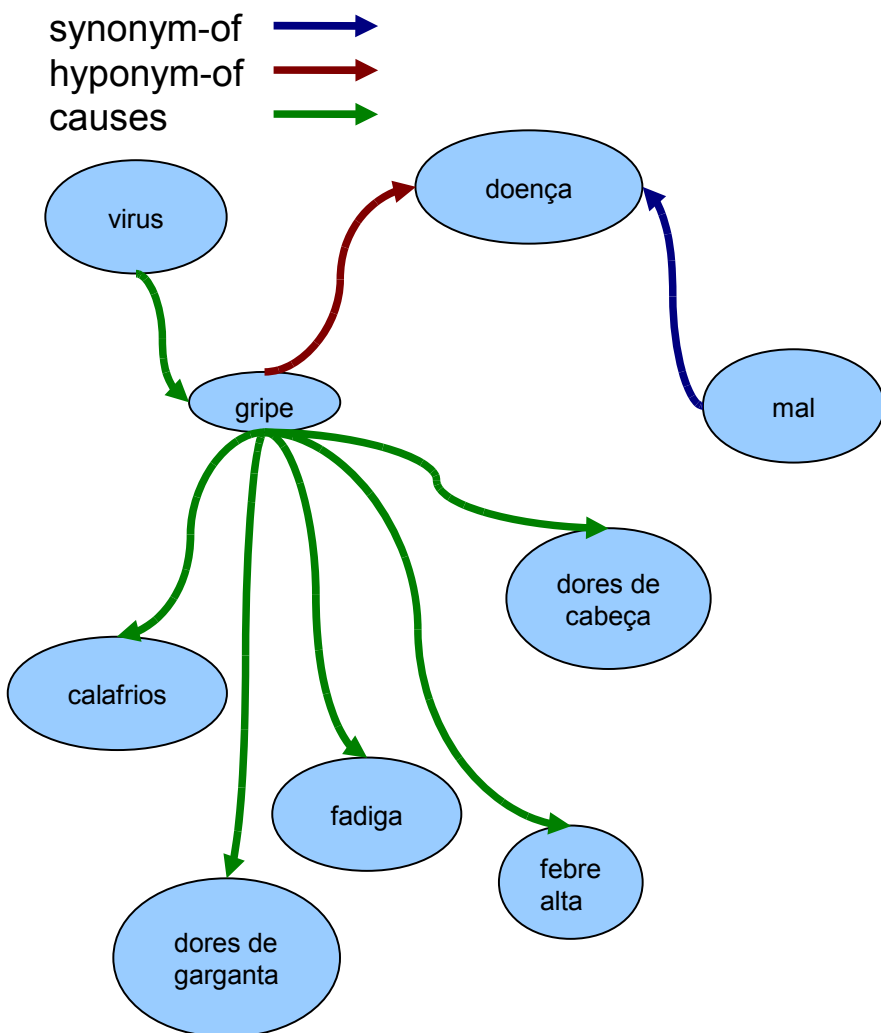 synonym-of
hyponym-of
causes
virus
doença
gripe
mal
dores de
cabeça
calafrios
fadiga
febre
alta
dores de
garganta